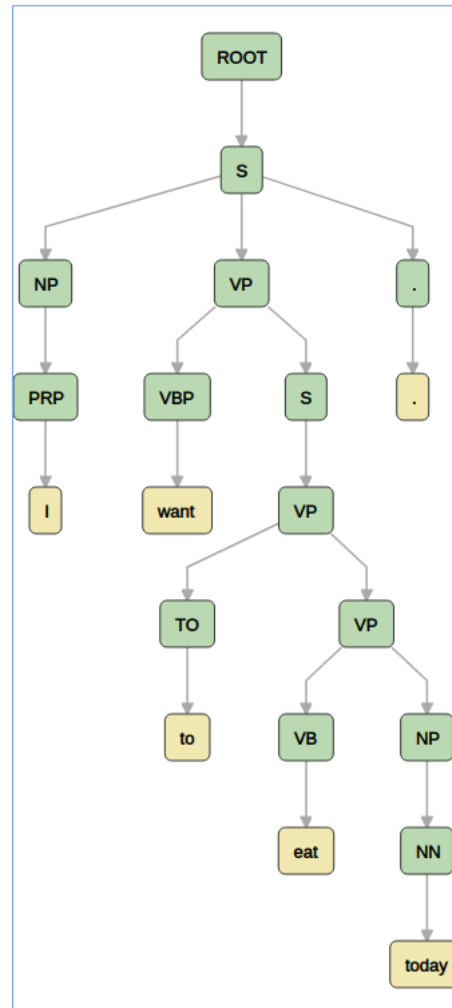 ROOT
S
NP VP .
PRP VBP S .
I want VP
TO VP
to VB NP
eat NN
today